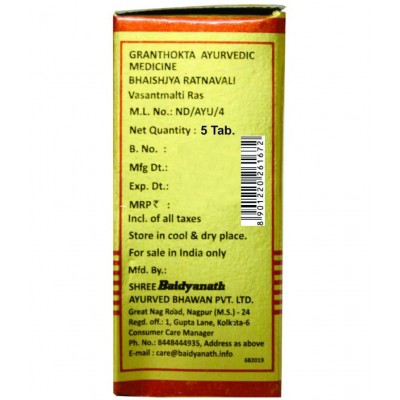 GRANTHOKTA AYURVEDIC
MEDICINE
BHAISHJYA RATNAVALI
Vasantmalti Ras
M.L. No.: ND/AYU/4
Net Quantity : 5 Tab.
B. No. :
Mfg Dt.:
Exp. Dt.:
MRP ₹ :
Incl. of all taxes
Store in cool & dry place.
For sale in India only
Mfd. By.:
SHREE Baidyanath
AYURVED BHAWAN PVT. LTD.
Great Nag Road, Nagpur (M.S.) - 24
Regd. off.: 1, Gupta Lane, Kolkata-6
Consumer Care Manager
Ph. No.: 8448444935, Address as above
E-mail : care@baidyanath.info
682019
8901220261672